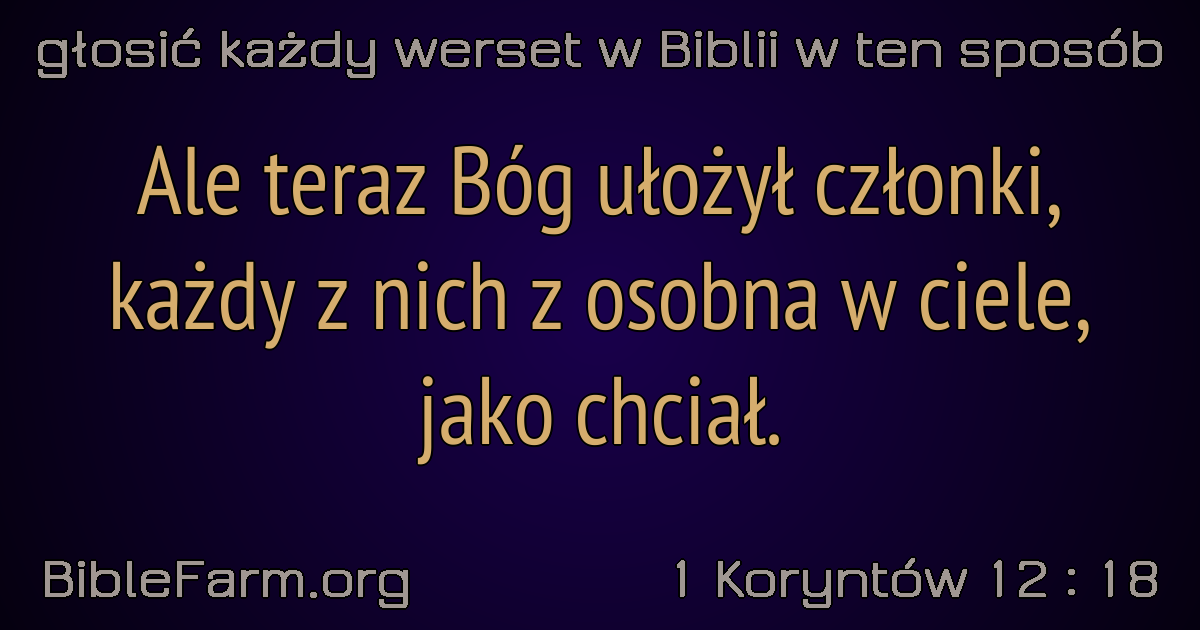 głosić każdy werset w Biblii w ten sposób
Ale teraz Bóg ułożył członki,
każdy z nich z osobna w ciele,
jako chciał.
BibleFarm.org
1 Koryntów 12 : 18